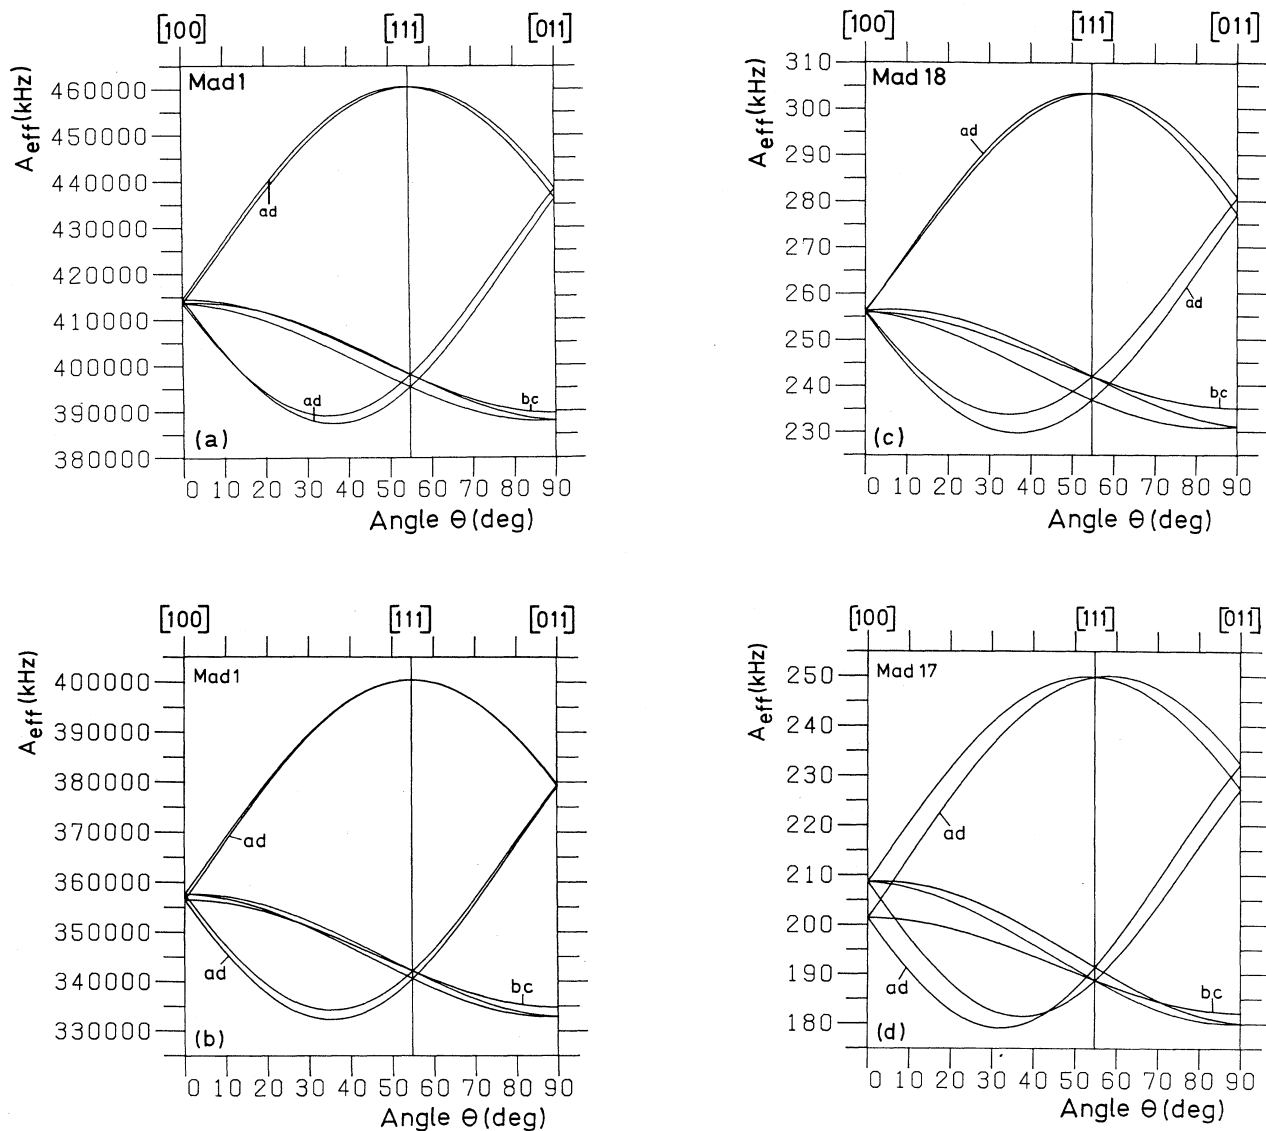 [100] [111] [011]
A_eff(kHz)
Mad1
460000
450000
440000
430000
420000
410000
400000
390000
380000
ad
ad
bc
(a)
0 10 20 30 40 50 60 70 80 90
Angle Θ (deg)
[100] [111] [011]
A_eff(kHz)
Mad 18
310
300
290
280
270
260
250
240
230
ad
ad
bc
(c)
0 10 20 30 40 50 60 70 80 90
Angle Θ (deg)
[100] [111] [011]
A_eff(kHz)
Mad1
400000
390000
380000
370000
360000
350000
340000
330000
ad
ad
bc
(b)
0 10 20 30 40 50 60 70 80 90
Angle Θ (deg)
[100] [111] [011]
A_eff(kHz)
Mad 17
250
240
230
220
210
200
190
180
ad
ad
bc
(d)
0 10 20 30 40 50 60 70 80 90
Angle Θ (deg)